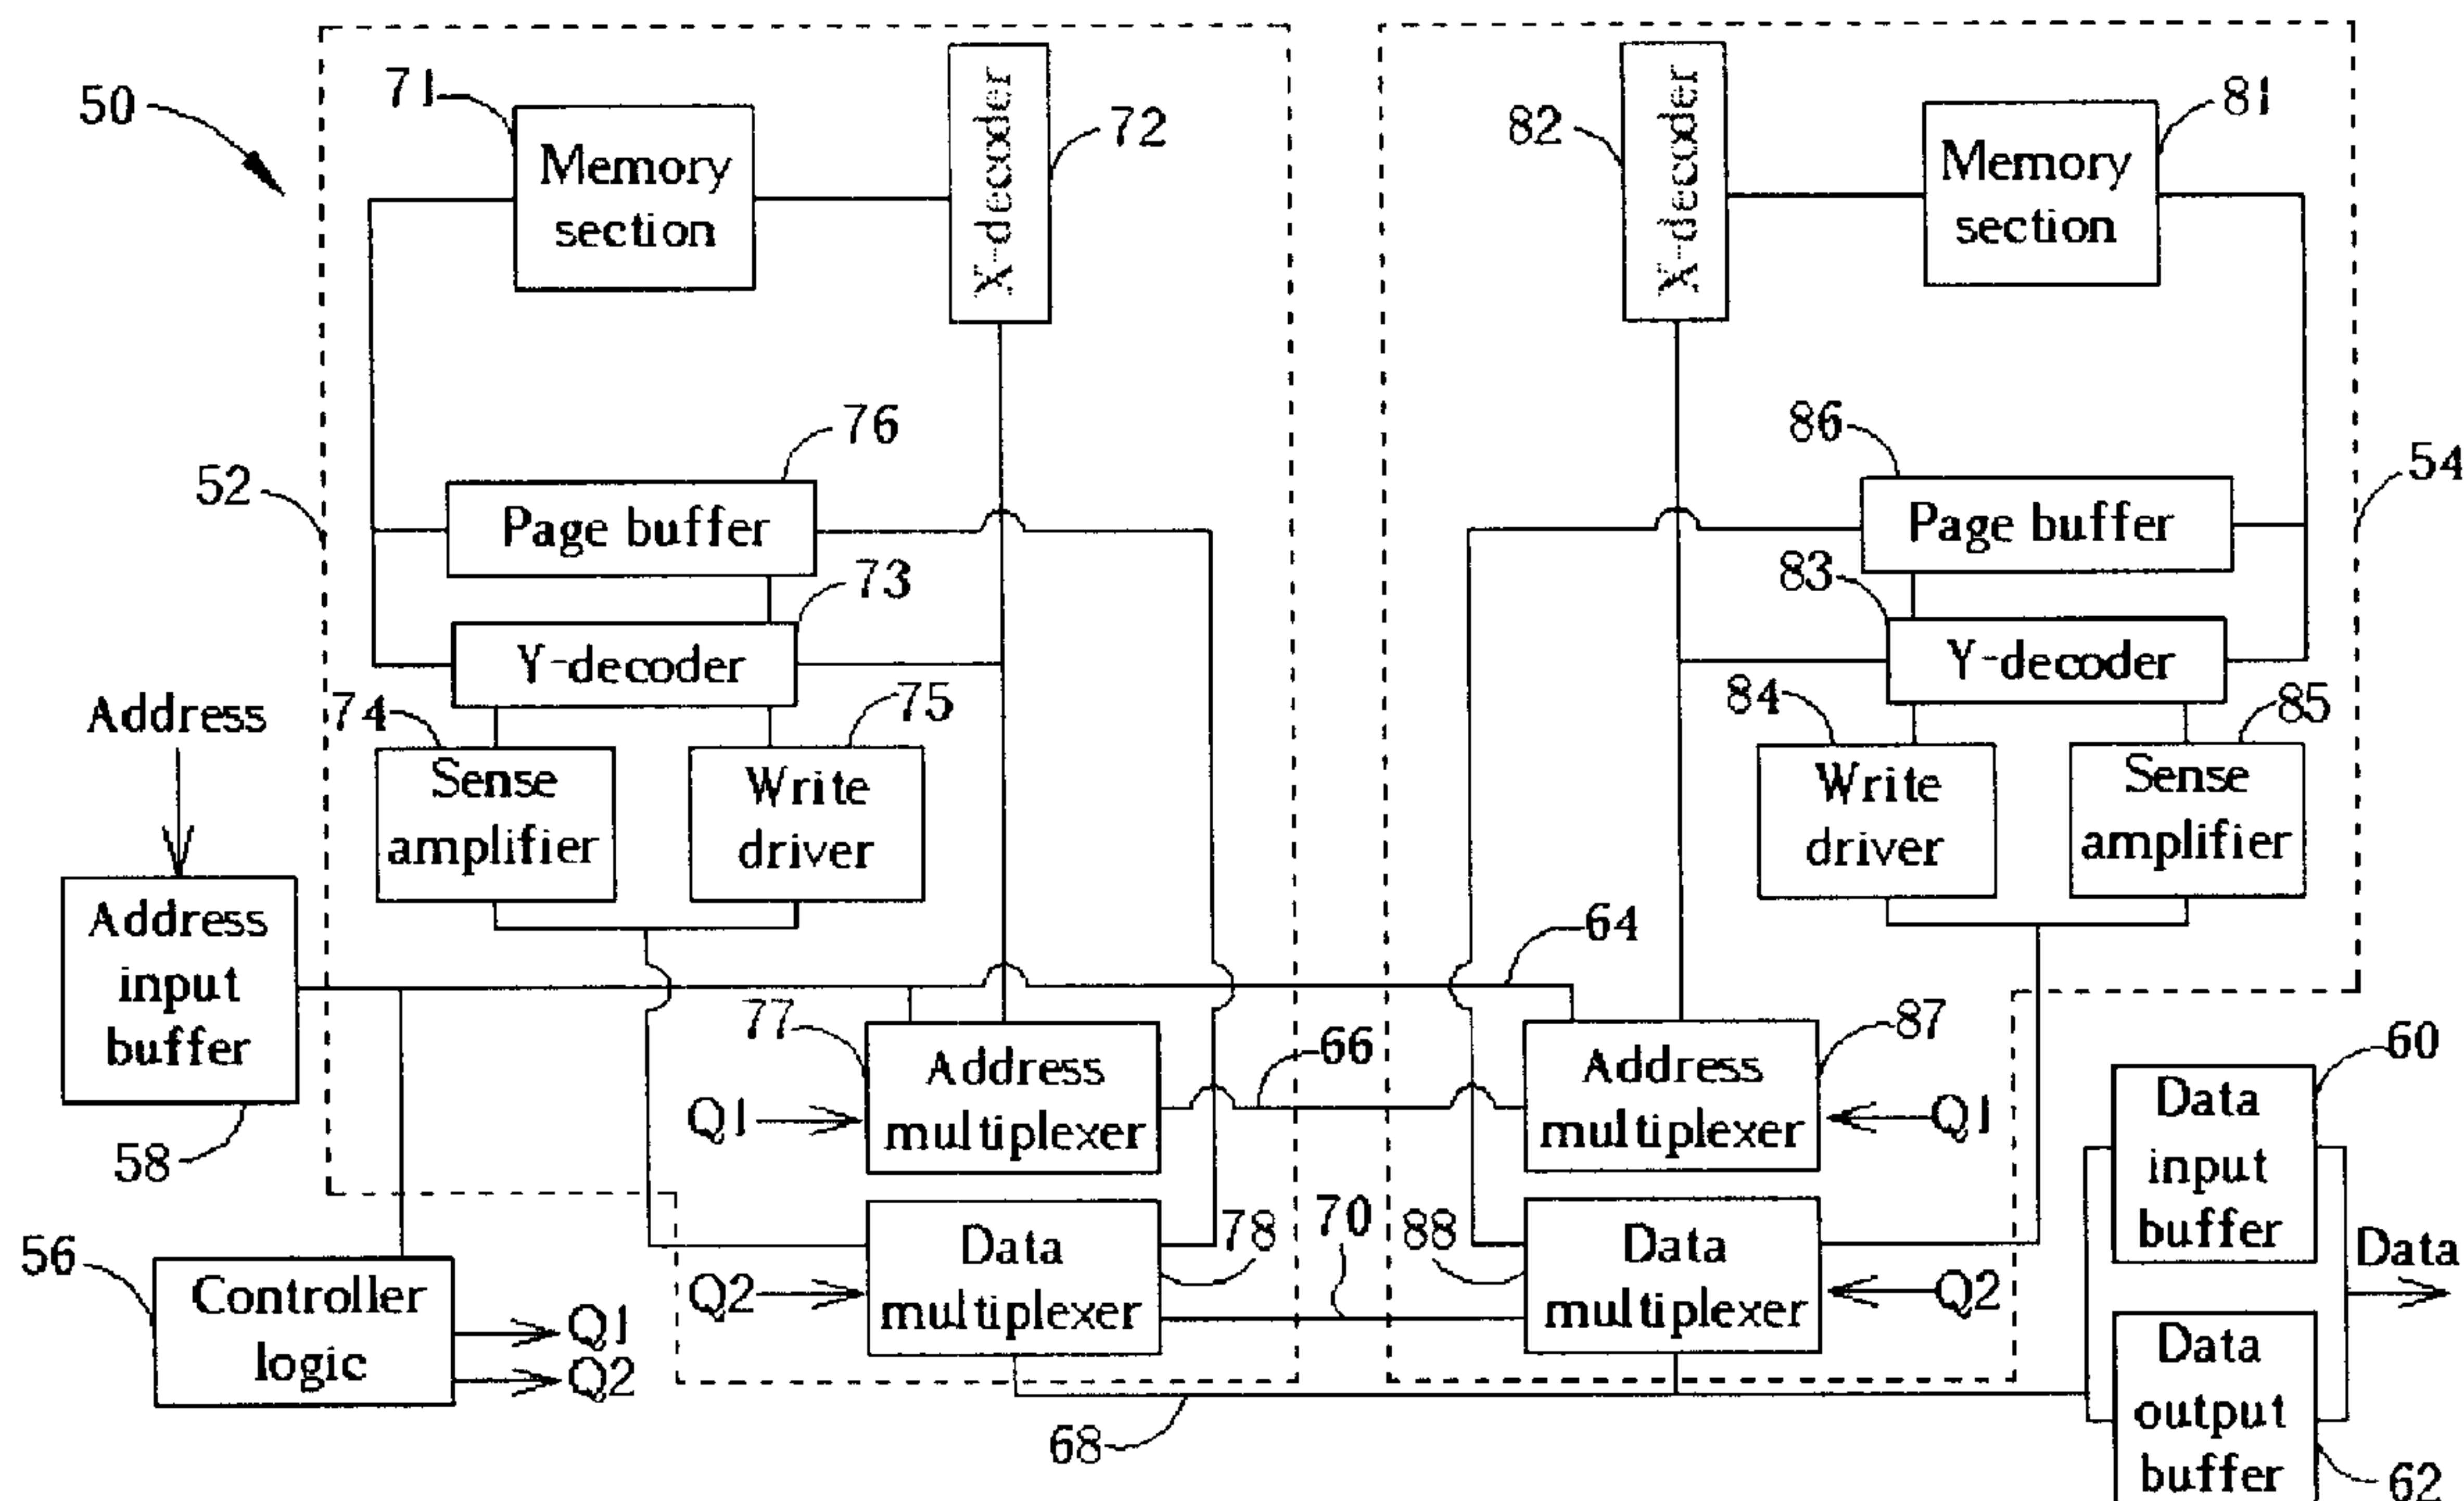 50
71
Memory
section
X-decoder
72
82
X-decoder
Memory
section
81
52
76
Page buffer
73
Y-decoder
74
75
Sense
amplifier
Write
driver
86
Page buffer
54
83
Y-decoder
84
85
Write
driver
Sense
amplifier
Address
Address
input
buffer
58
64
77
Address
multiplexer
Q1
66
Address
multiplexer
87
Q1
56
Controller
logic
Q1
Q2
Data
multiplexer
78
Q2
70
88
Data
multiplexer
Q2
68
60
Data
input
buffer
Data
Data
output
buffer
62